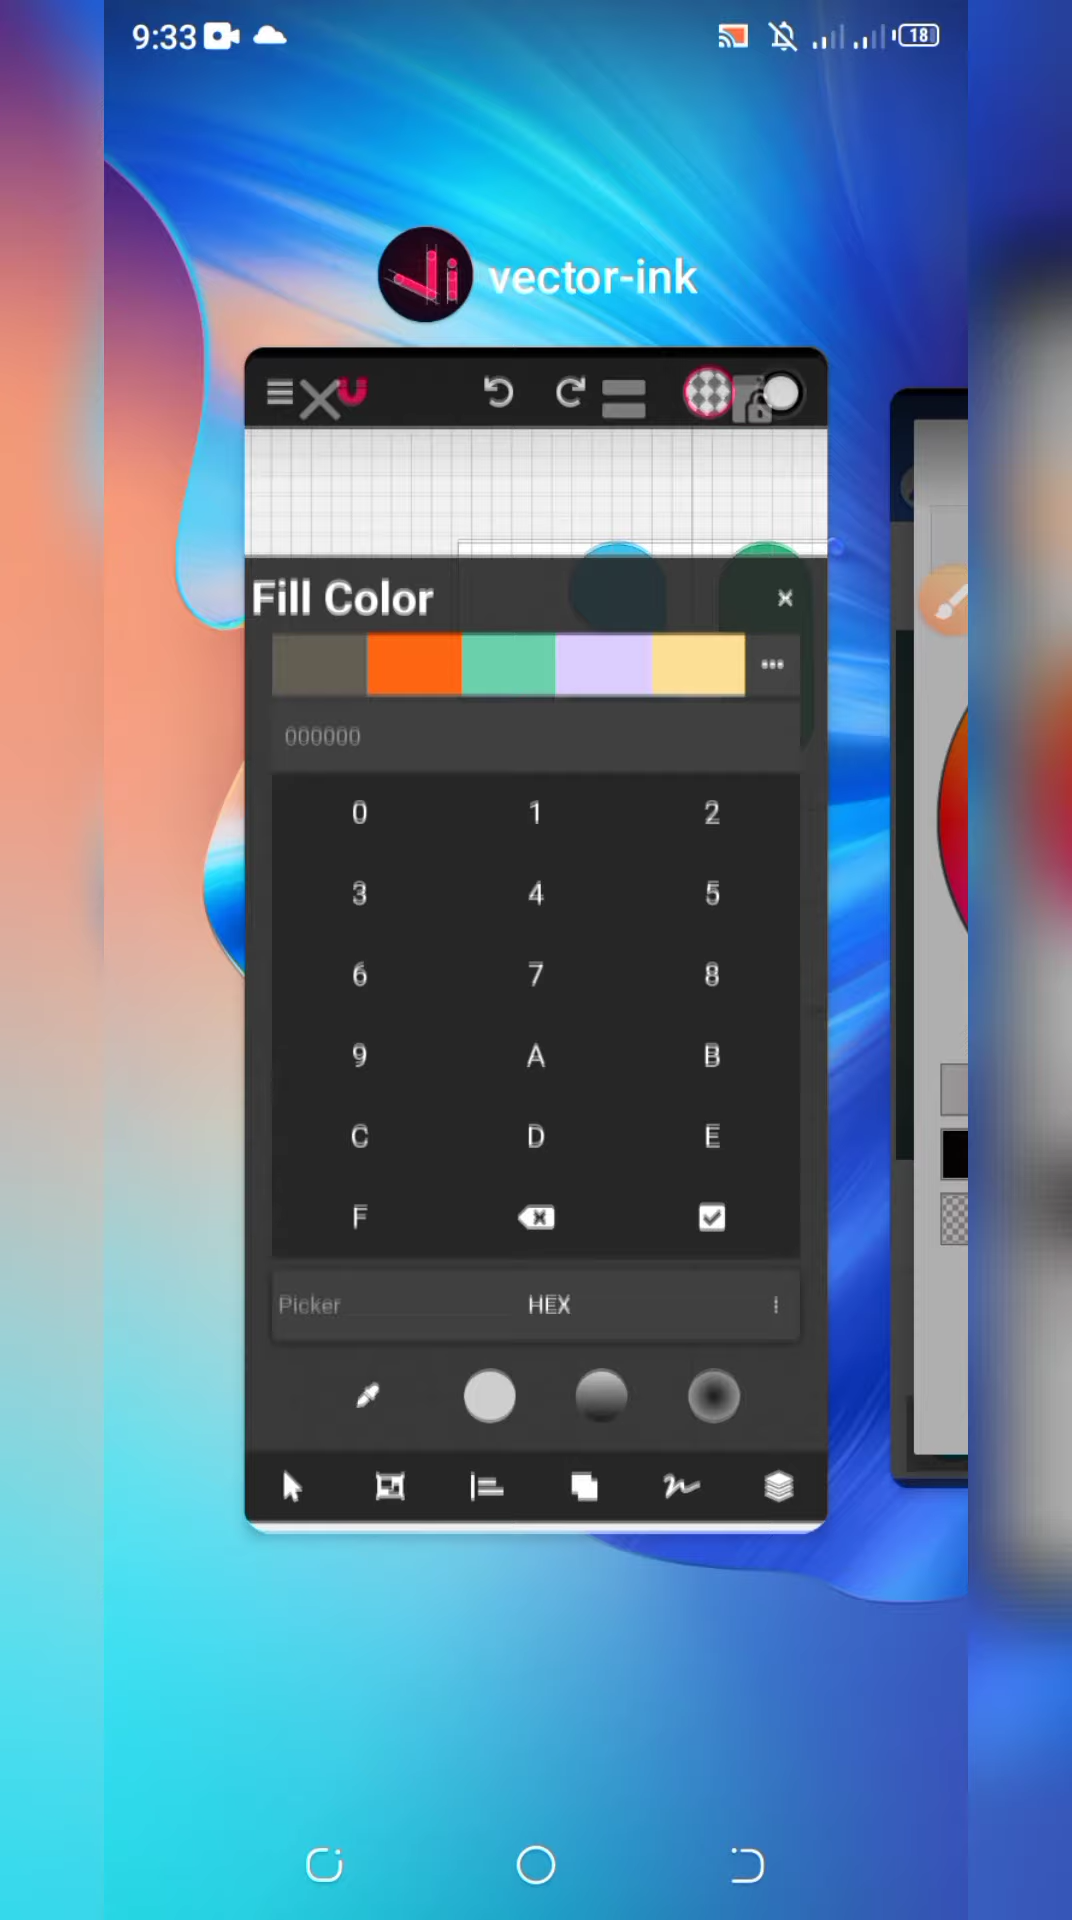 9:33
18
vector-ink
Fill Color
000000
0 1 2
3 4 5
6 7 8
9 A B
C D E
F
Picker HEX